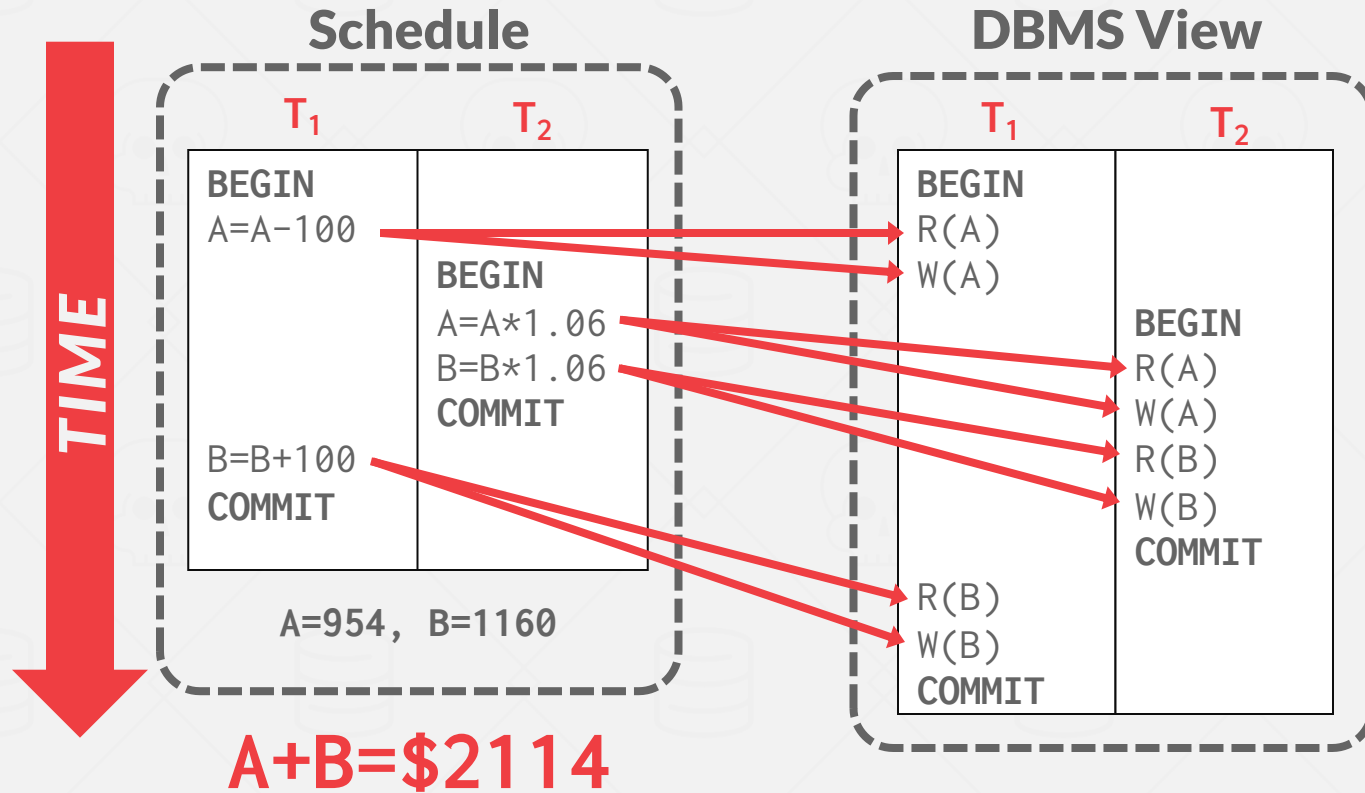 Schedule
T₁
T₂
BEGIN
A=A-100
BEGIN
A=A*1.06
B=B*1.06
COMMIT
B=B+100
COMMIT
A=954, B=1160
A+B=$2114
TIME
DBMS View
T₁
T₂
BEGIN
R(A)
W(A)
BEGIN
R(A)
W(A)
R(B)
W(B)
COMMIT
R(B)
W(B)
COMMIT